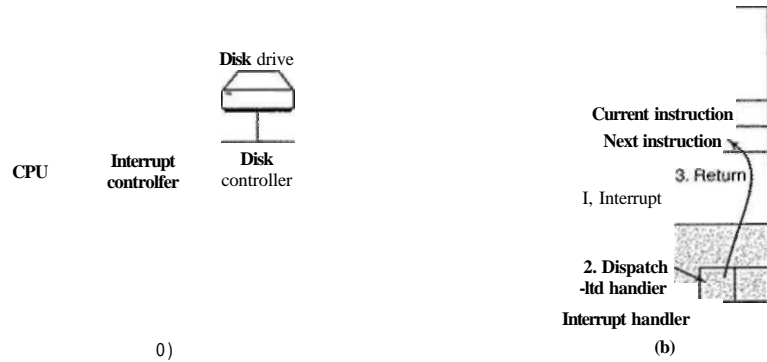 Disk drive
CPU
Interrupt
controlfer
Disk
controller
0)
Current instruction
Next instruction
3. Return
I, Interrupt
2. Dispatch
-ltd handier
Interrupt handler
(b)